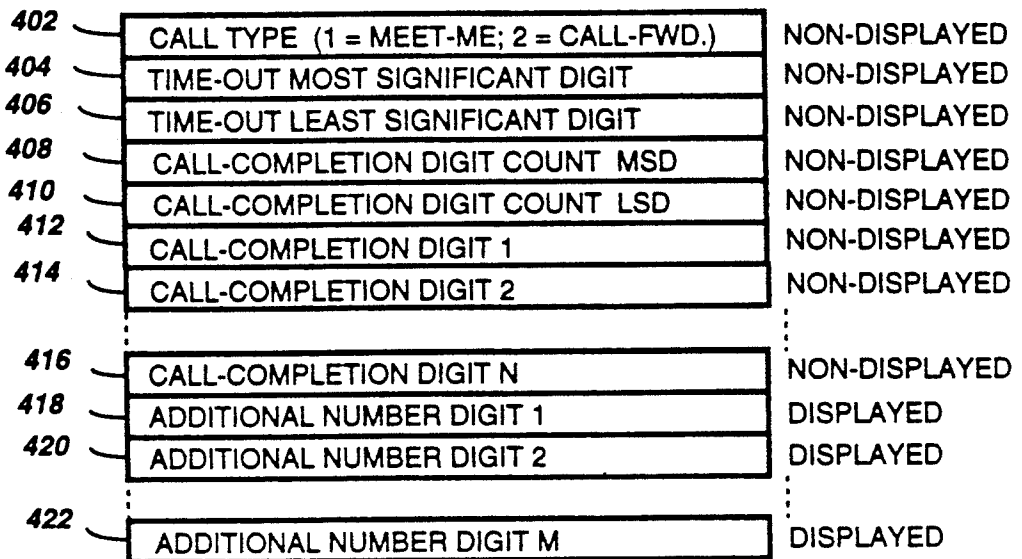 402 CALL TYPE (1 = MEET-ME; 2 = CALL-FWD.) NON-DISPLAYED
404 TIME-OUT MOST SIGNIFICANT DIGIT NON-DISPLAYED
406 TIME-OUT LEAST SIGNIFICANT DIGIT NON-DISPLAYED
408 CALL-COMPLETION DIGIT COUNT MSD NON-DISPLAYED
410 CALL-COMPLETION DIGIT COUNT LSD NON-DISPLAYED
412 CALL-COMPLETION DIGIT 1 NON-DISPLAYED
414 CALL-COMPLETION DIGIT 2 NON-DISPLAYED
416 CALL-COMPLETION DIGIT N NON-DISPLAYED
418 ADDITIONAL NUMBER DIGIT 1 DISPLAYED
420 ADDITIONAL NUMBER DIGIT 2 DISPLAYED
422 ADDITIONAL NUMBER DIGIT M DISPLAYED